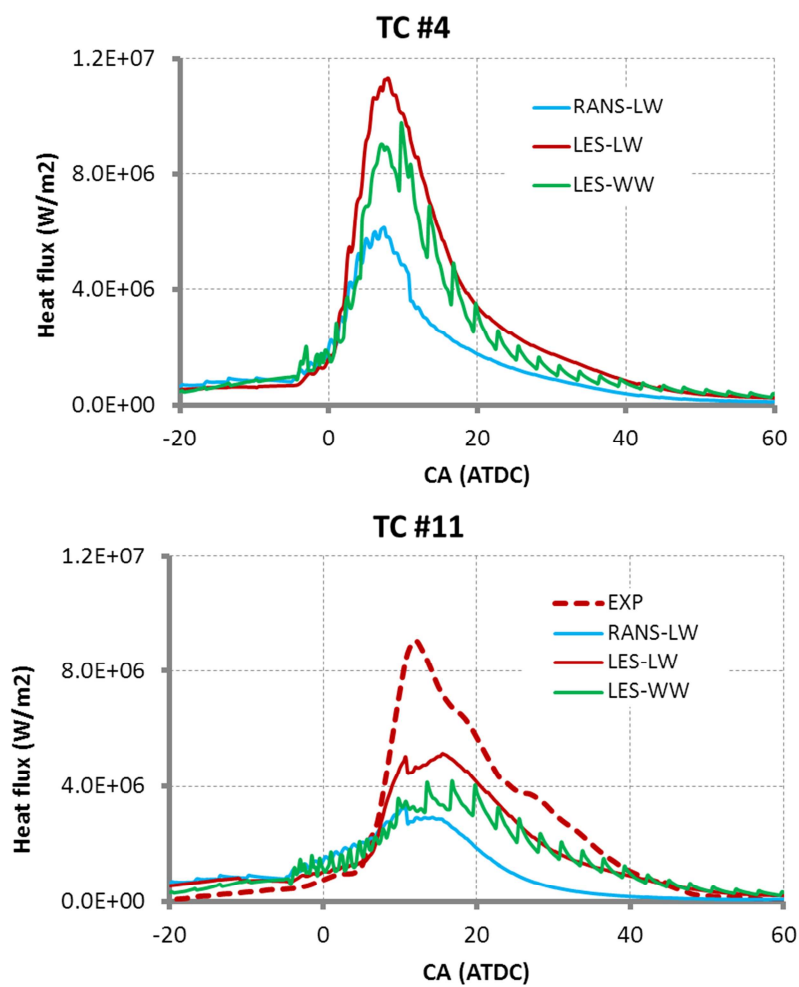 TC #4
1.2E+07
8.0E+06
4.0E+06
0.0E+00
Heat flux (W/m2)
RANS-LW
LES-LW
LES-WW
-20
0
20
40
60
CA (ATDC)
TC #11
1.2E+07
8.0E+06
4.0E+06
0.0E+00
Heat flux (W/m2)
EXP
RANS-LW
LES-LW
LES-WW
-20
0
20
40
60
CA (ATDC)